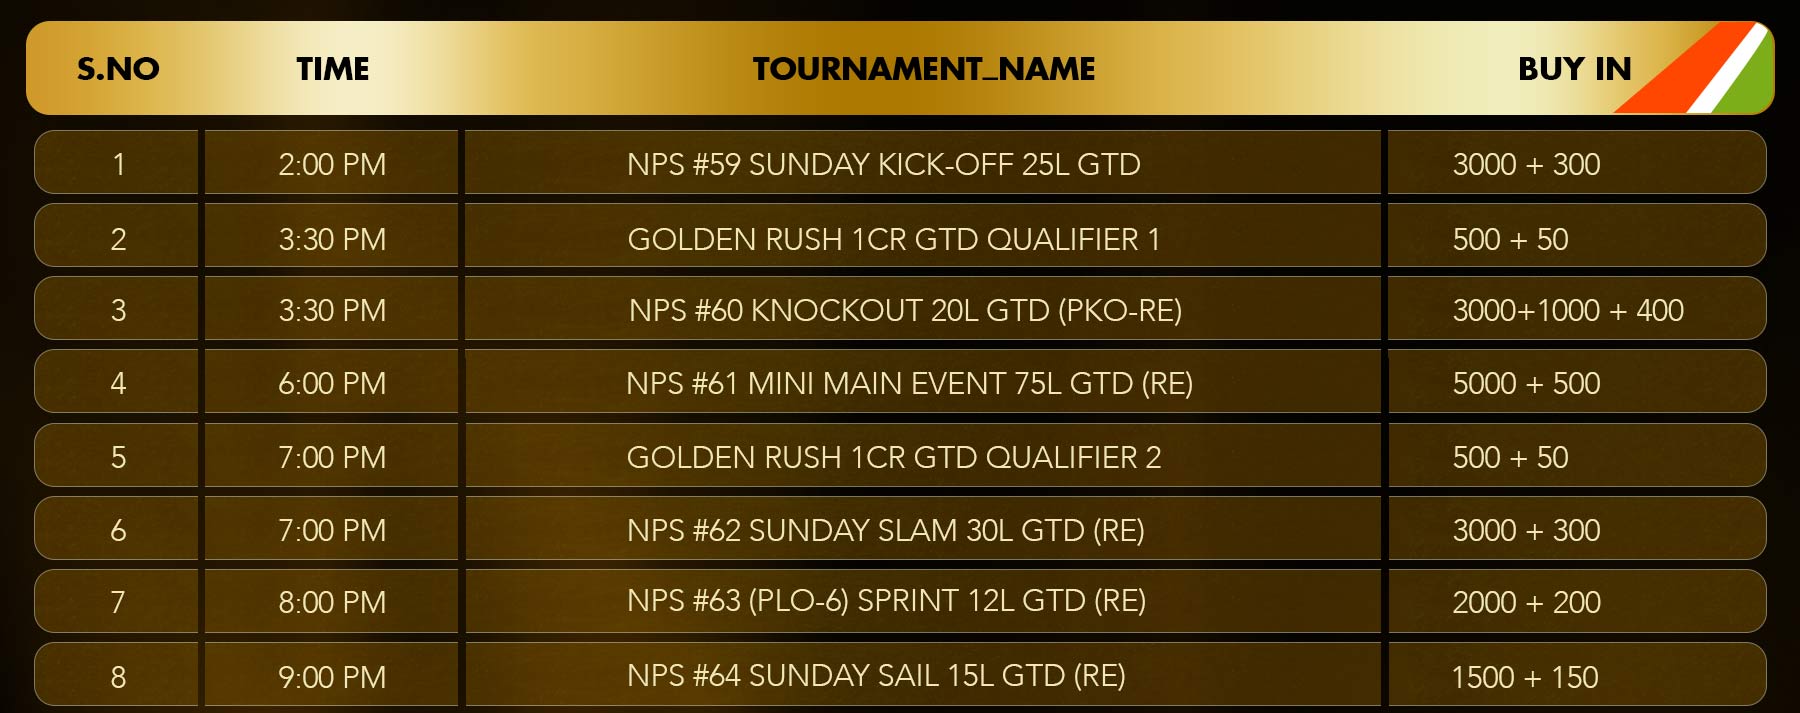 S.NO TIME TOURNAMENT_NAME BUY IN
1 2:00 PM NPS #59 SUNDAY KICK-OFF 25L GTD 3000 + 300
2 3:30 PM GOLDEN RUSH 1CR GTD QUALIFIER 1 500 + 50
3 3:30 PM NPS #60 KNOCKOUT 20L GTD (PKO-RE) 3000+1000 + 400
4 6:00 PM NPS #61 MINI MAIN EVENT 75L GTD (RE) 5000 + 500
5 7:00 PM GOLDEN RUSH 1CR GTD QUALIFIER 2 500 + 50
6 7:00 PM NPS #62 SUNDAY SLAM 30L GTD (RE) 3000 + 300
7 8:00 PM NPS #63 (PLO-6) SPRINT 12L GTD (RE) 2000 + 200
8 9:00 PM NPS #64 SUNDAY SAIL 15L GTD (RE) 1500 + 150